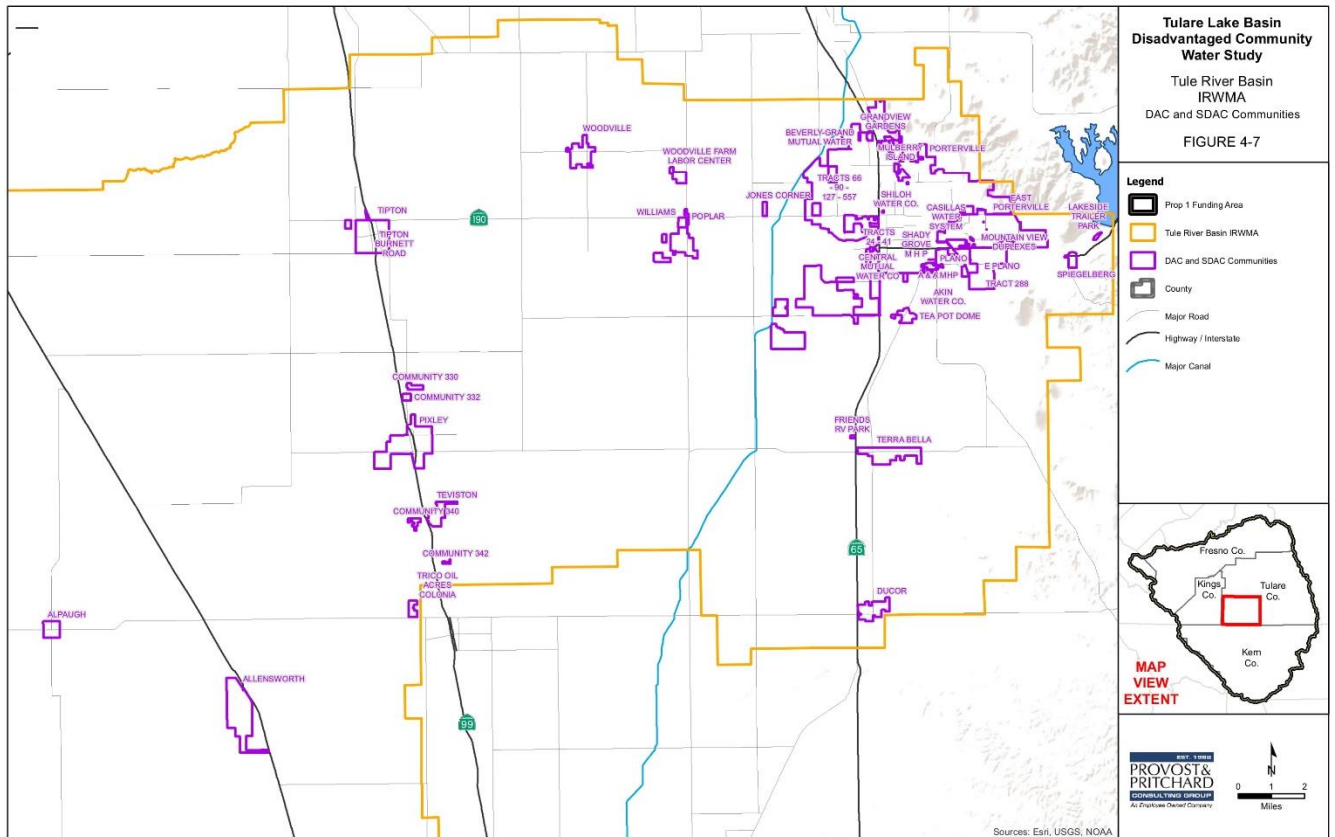 WOODVILLE
WOODVILLE FARM
LABOR CENTER
BEVERLY-GRAND
MUTUAL WATER
GRANDVIEW
GARDENS
MULBERRY
ISLAND
PORTERVILLE
TRACTS 66
- 90 -
127 - 557
JONES CORNER
SHILOH
WATER CO.
EAST
PORTERVILLE
CASILLAS
WATER
SYSTEM
LAKESIDE
TRAILER
PARK
TIPTON
190
WILLIAMS
POPLAR
TIPTON
BURNETT
ROAD
TRACTS
24 - 41
SHADY
GROVE
M H P
MOUNTAIN VIEW
DUPLEXES
CENTRAL
MUTUAL
WATER CO
PLANO
E PLANO
SPIEGELBERG
A & A MHP
TRACT 288
AKIN
WATER CO.
TEA POT DOME
COMMUNITY 330
COMMUNITY 332
PIXLEY
FRIENDS
RV PARK
TERRA BELLA
TEVISTON
COMMUNITY 340
COMMUNITY 342
65
TRICO OIL
ACRES
COLONIA
DUCOR
ALPAUGH
ALLENSWORTH
99
Sources: Esri, USGS, NOAA
Tulare Lake Basin
Disadvantaged Community
Water Study
Tule River Basin
IRWMA
DAC and SDAC Communities
FIGURE 4-7
Legend
Prop 1 Funding Area
Tule River Basin IRWMA
DAC and SDAC Communities
County
Major Road
Highway / Interstate
Major Canal
Fresno Co.
Kings
Co.
Tulare
Co.
Kern
Co.
MAP
VIEW
EXTENT
EST. 1968
PROVOST&
PRITCHARD
CONSULTING GROUP
An Employee Owned Company
N
0 1 2
Miles